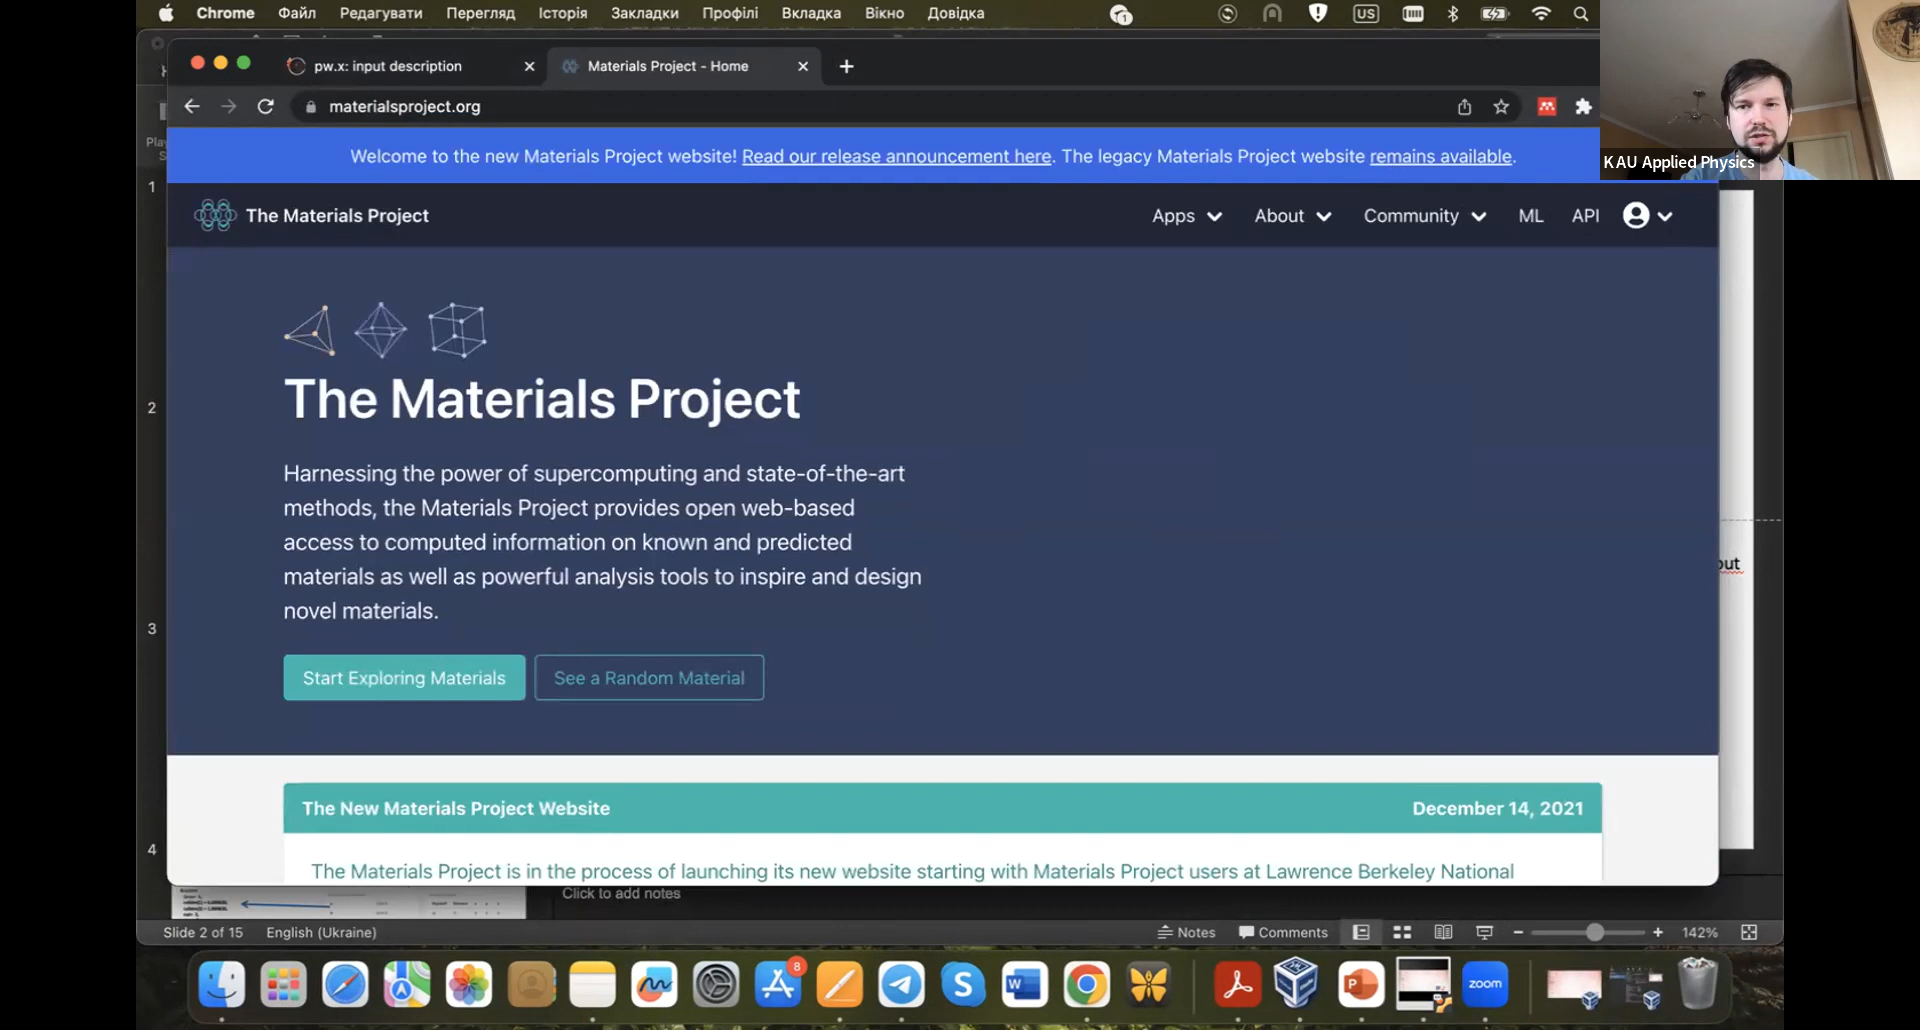 Chrome Файл Редагувати Перегляд Історія Закладки Профілі Вкладка Вікно Довідка 1 US
pw.x: input description Materials Project - Home
materialsproject.org
Welcome to the new Materials Project website! Read our release announcement here. The legacy Materials Project website remains available.
K AU Applied Physics
The Materials Project Apps About Community ML API
The Materials Project
Harnessing the power of supercomputing and state-of-the-art
methods, the Materials Project provides open web-based
access to computed information on known and predicted
materials as well as powerful analysis tools to inspire and design
novel materials.
Start Exploring Materials See a Random Material
The New Materials Project Website December 14, 2021
The Materials Project is in the process of launching its new website starting with Materials Project users at Lawrence Berkeley National
1
2
3
4
Click to add notes
Slide 2 of 15 English (Ukraine) Notes Comments 142%
8
W
zoom